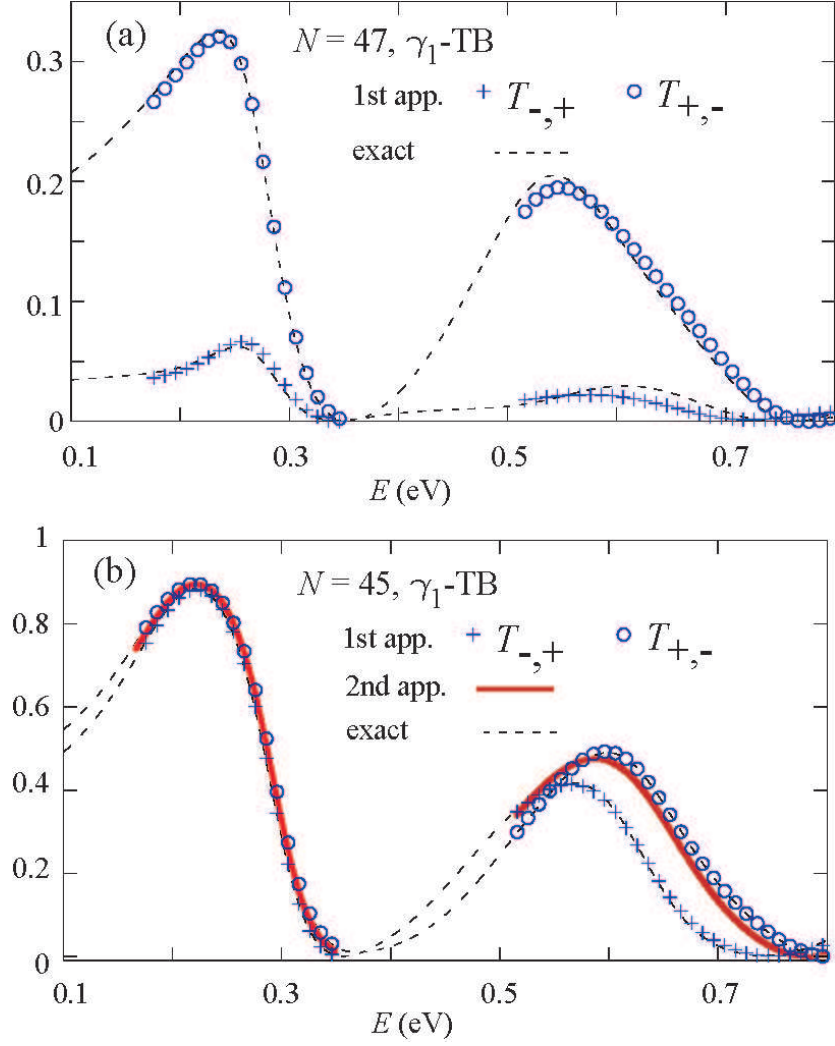 (a)
N = 47, γ1-TB
1st app. + T-,+ o T+,-
exact
0.3
0.2
0.1
0
0.1 0.3 0.5 0.7
E (eV)
(b)
N = 45, γ1-TB
1st app. + T-,+ o T+,-
2nd app.
exact
1
0.8
0.6
0.4
0.2
0
0.1 0.3 0.5 0.7
E (eV)